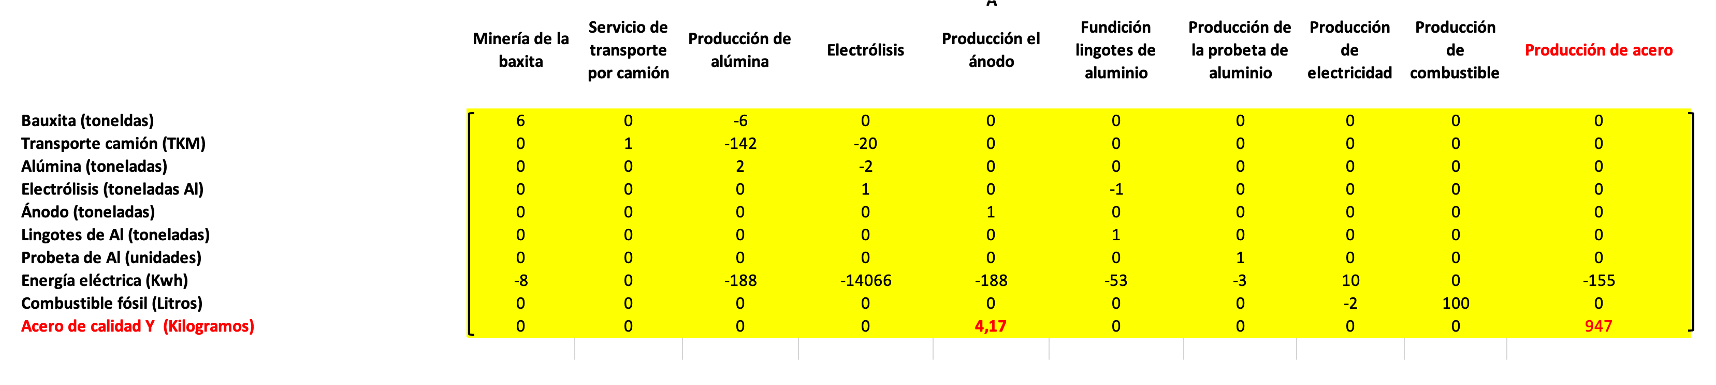 A
Minería de la baxita Servicio de transporte por camión Producción de alúmina Electrólisis Producción el ánodo Fundición lingotes de aluminio Producción de la probeta de aluminio Producción de electricidad Producción de combustible Producción de acero
Bauxita (toneldas) 6 0 -6 0 0 0 0 0 0 0
Transporte camión (TKM) 0 1 -142 -20 0 0 0 0 0 0
Alúmina (toneladas) 0 0 2 -2 0 0 0 0 0 0
Electrólisis (toneladas Al) 0 0 0 1 0 -1 0 0 0 0
Ánodo (toneladas) 0 0 0 0 1 0 0 0 0 0
Lingotes de Al (toneladas) 0 0 0 0 0 1 0 0 0 0
Probeta de Al (unidades) 0 0 0 0 0 0 1 0 0 0
Energía eléctrica (Kwh) -8 0 -188 -14066 -188 -53 -3 10 0 -155
Combustible fósil (Litros) 0 0 0 0 0 0 0 -2 100 0
Acero de calidad Y (Kilogramos) 0 0 0 0 4,17 0 0 0 0 947